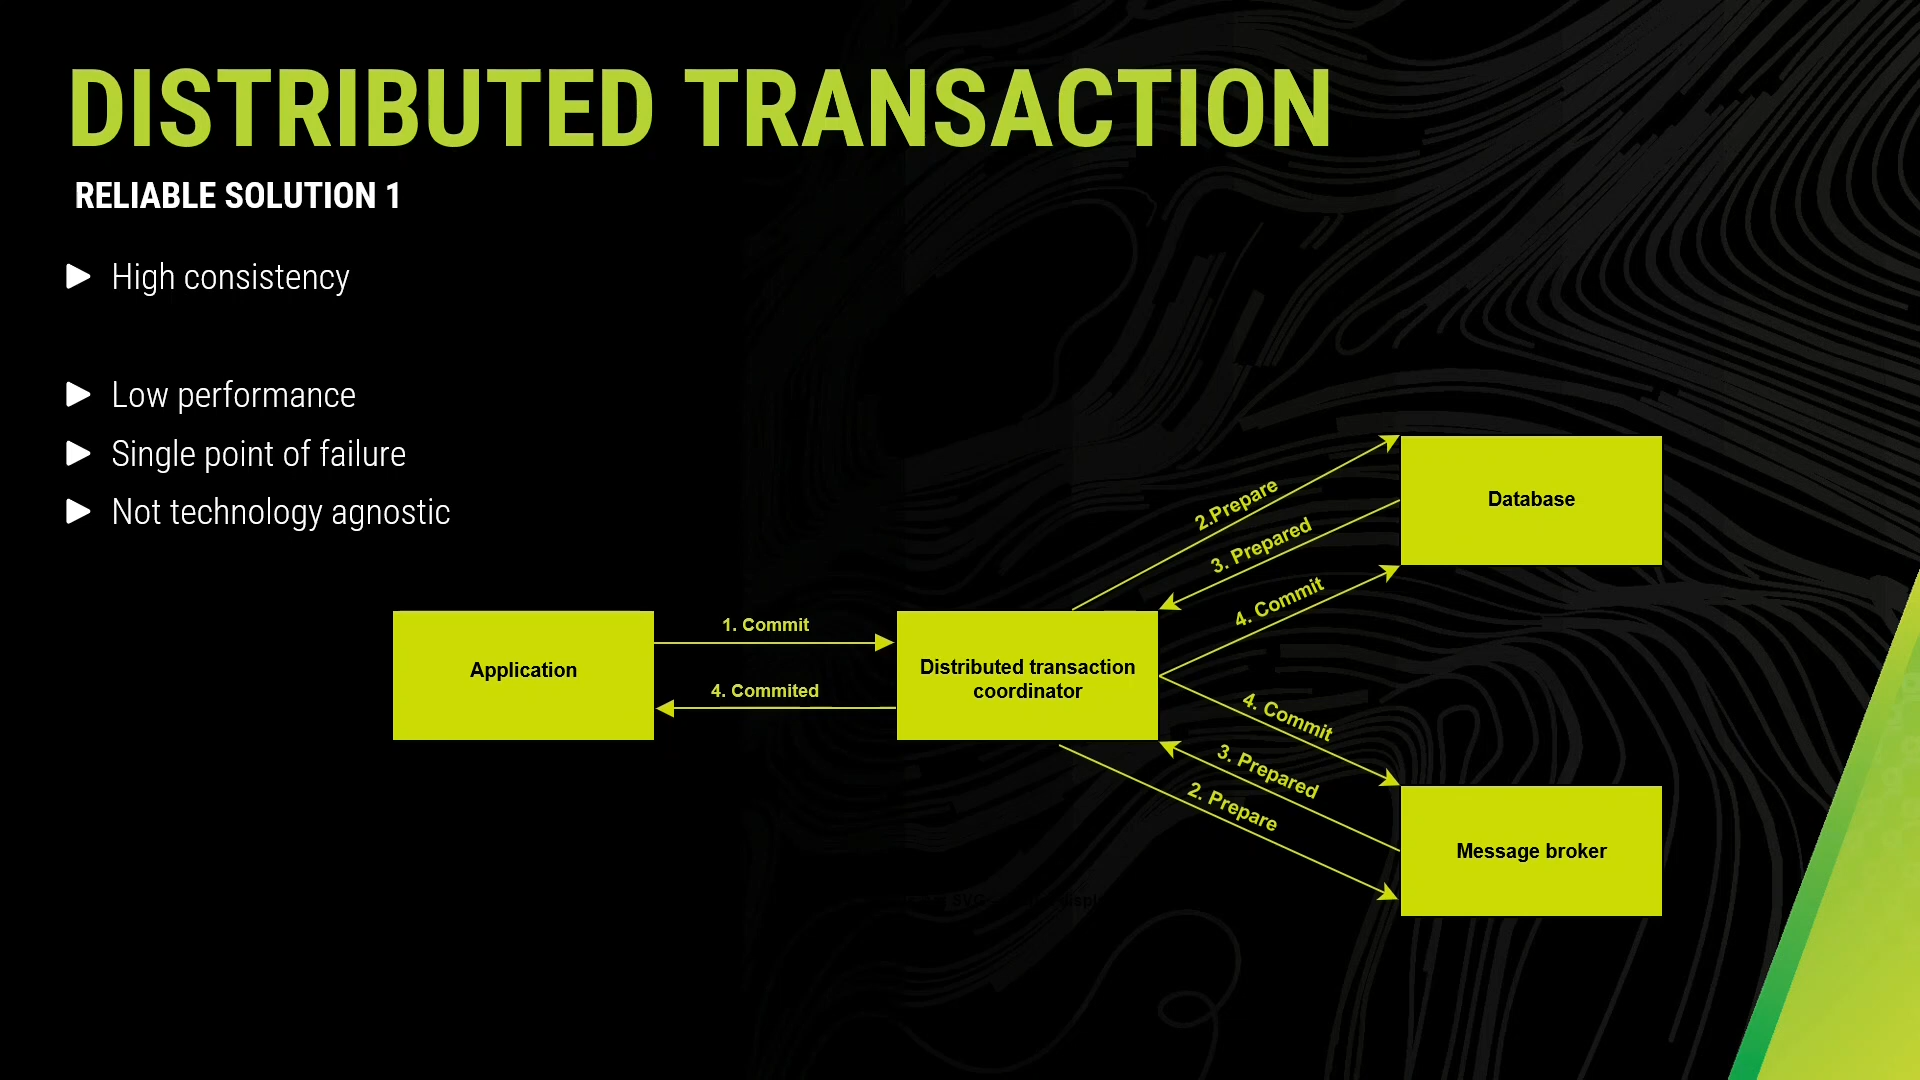 DISTRIBUTED TRANSACTION
RELIABLE SOLUTION 1
High consistency
Low performance
Single point of failure
Not technology agnostic
Application
1. Commit
4. Commited
Distributed transaction
coordinator
2.Prepare
3. Prepared
4. Commit
Database
4. Commit
3. Prepared
2. Prepare
Message broker